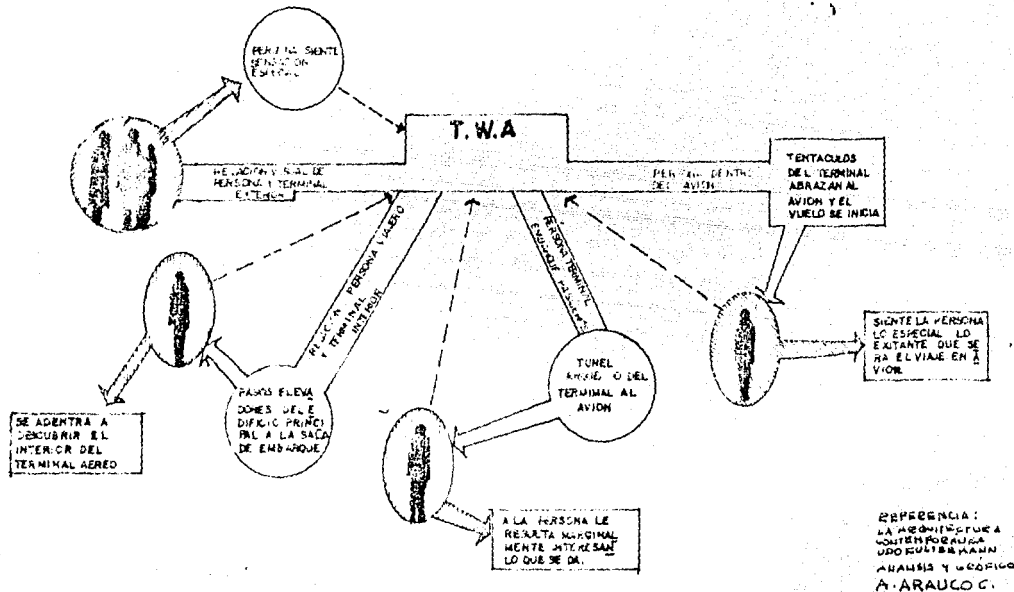 PERSONA SIENTE
SENSACION
ESPECIAL
T.W.A
RELACION VISUAL DE
PERSONA Y TERMINAL
EXTERIOR
PERSONA DENTRO
DEL AVION
TENTACULOS
DEL TERMINAL
ABRAZAN AL
AVION Y EL
VUELO SE INICIA
RELACION PERSONA VIAJERO
Y TERMINAL
INTERIOR
PERSONA TERMINAL
EMBARQUE
SIENTE LA PERSONA
LO ESPECIAL LO
EXITANTE QUE SE
RA EL VIAJE EN A
VION.
TUNEL
DEL
TERMINAL AL
AVION
PASOS ELEVA
DORES DEL E
DIFICIO PRINCI
PAL A LA SALA
DE EMBARQUE
SE ADENTRA A
DESCUBRIR EL
INTERIOR DEL
TERMINAL AEREO
A LA PERSONA LE
RESULTA MARGINAL
MENTE INTERESAN
LO QUE SE DA.
REFERENCIA:
LA ARQUITECTURA
CONTEMPORANEA
UDO KULTERMANN
ANALISIS Y GRAFICO
A. ARAUCO C.